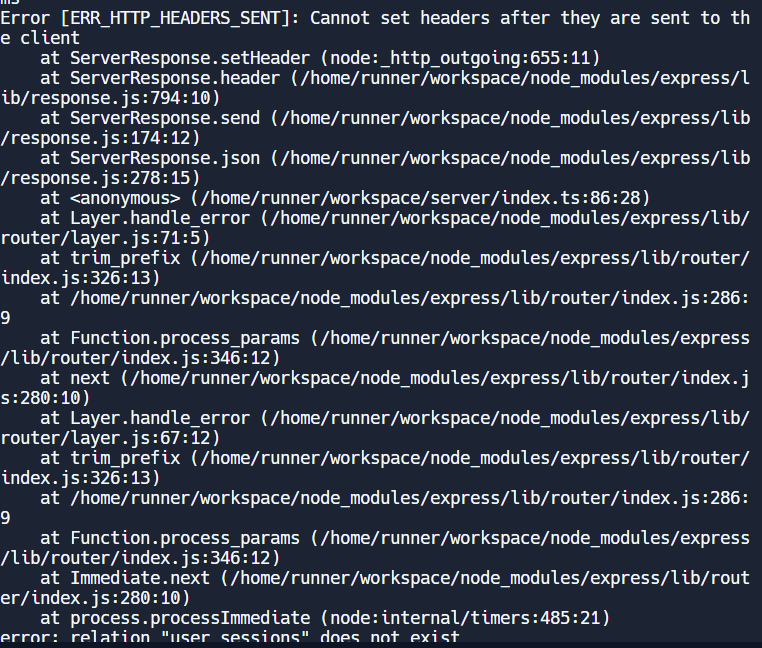 ms
Error [ERR_HTTP_HEADERS_SENT]: Cannot set headers after they are sent to th
e client
    at ServerResponse.setHeader (node:_http_outgoing:655:11)
    at ServerResponse.header (/home/runner/workspace/node_modules/express/l
ib/response.js:794:10)
    at ServerResponse.send (/home/runner/workspace/node_modules/express/lib
/response.js:174:12)
    at ServerResponse.json (/home/runner/workspace/node_modules/express/lib
/response.js:278:15)
    at <anonymous> (/home/runner/workspace/server/index.ts:86:28)
    at Layer.handle_error (/home/runner/workspace/node_modules/express/lib/
router/layer.js:71:5)
    at trim_prefix (/home/runner/workspace/node_modules/express/lib/router/
index.js:326:13)
    at /home/runner/workspace/node_modules/express/lib/router/index.js:286:
9
    at Function.process_params (/home/runner/workspace/node_modules/express
/lib/router/index.js:346:12)
    at next (/home/runner/workspace/node_modules/express/lib/router/index.j
s:280:10)
    at Layer.handle_error (/home/runner/workspace/node_modules/express/lib/
router/layer.js:67:12)
    at trim_prefix (/home/runner/workspace/node_modules/express/lib/router/
index.js:326:13)
    at /home/runner/workspace/node_modules/express/lib/router/index.js:286:
9
    at Function.process_params (/home/runner/workspace/node_modules/express
/lib/router/index.js:346:12)
    at Immediate.next (/home/runner/workspace/node_modules/express/lib/rout
er/index.js:280:10)
    at process.processImmediate (node:internal/timers:485:21)
error: relation "user_sessions" does not exist